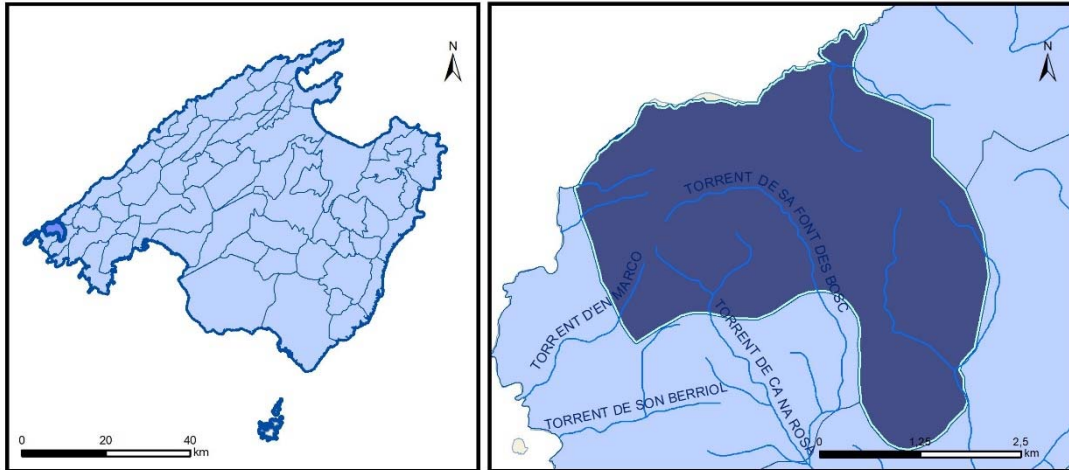 N
0
20
40
km
N
TORRENT DE SA FONT DES BOSC
TORRENT D'EN MARCO
TORRENT DE CA NA ROSA
TORRENT DE SON BERRIOL
0
1,25
2,5
km